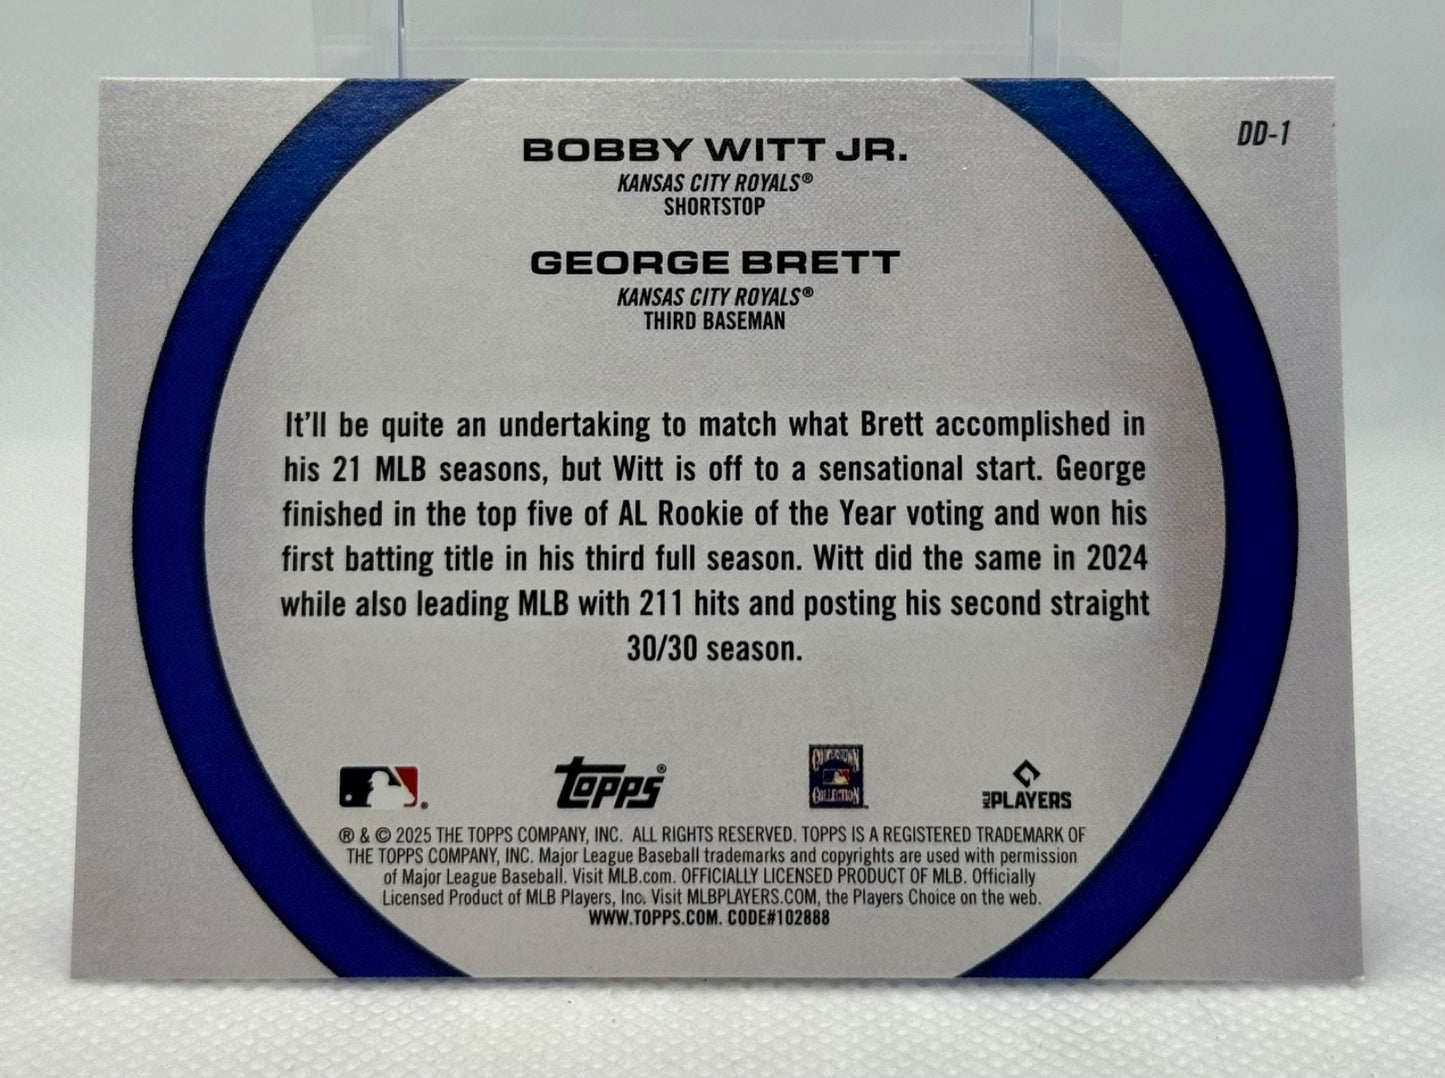 DD-1
BOBBY WITT JR.
KANSAS CITY ROYALS®
SHORTSTOP
GEORGE BRETT
KANSAS CITY ROYALS®
THIRD BASEMAN
It'll be quite an undertaking to match what Brett accomplished in
his 21 MLB seasons, but Witt is off to a sensational start. George
finished in the top five of AL Rookie of the Year voting and won his
first batting title in his third full season. Witt did the same in 2024
while also leading MLB with 211 hits and posting his second straight
30/30 season.
®
Topps®
COOPERSTOWN
COLLECTION
MLB PLAYERS
® & © 2025 THE TOPPS COMPANY, INC. ALL RIGHTS RESERVED. TOPPS IS A REGISTERED TRADEMARK OF
THE TOPPS COMPANY, INC. Major League Baseball trademarks and copyrights are used with permission
of Major League Baseball. Visit MLB.com. OFFICIALLY LICENSED PRODUCT OF MLB. Officially
Licensed Product of MLB Players, Inc. Visit MLBPLAYERS.COM, the Players Choice on the web.
WWW.TOPPS.COM. CODE#102888